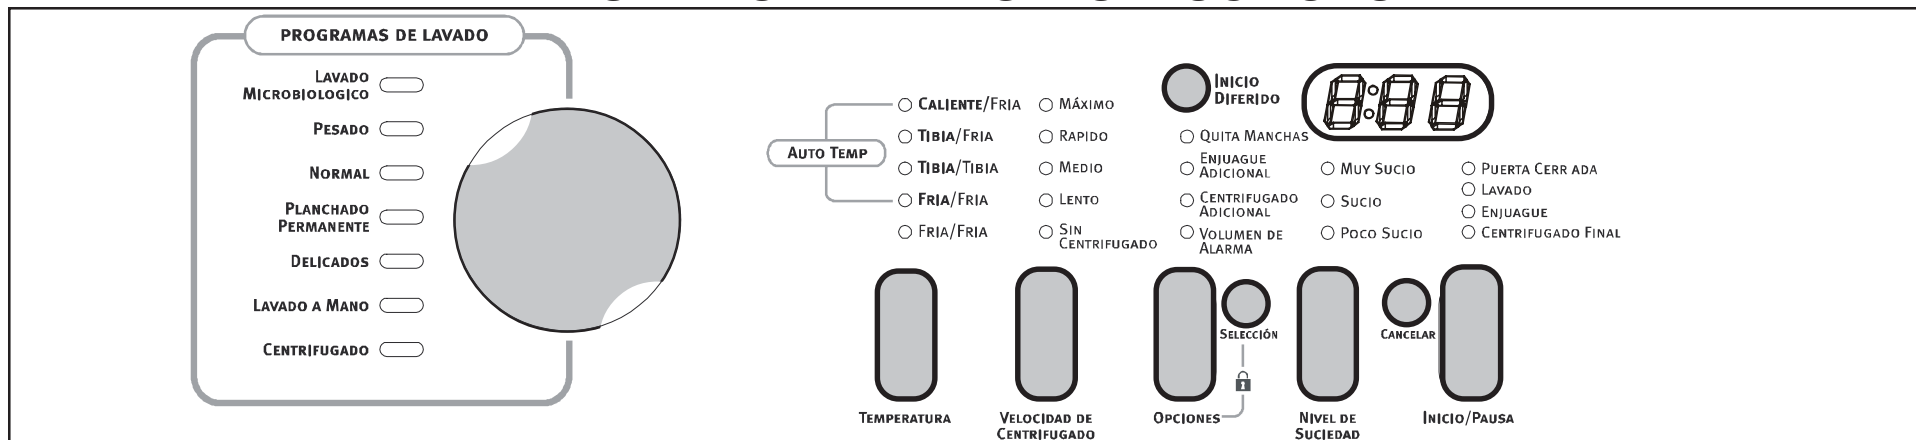 PROGRAMAS DE LAVADO
LAVADO
MICROBIOLOGICO
PESADO
NORMAL
PLANCHADO
PERMANENTE
DELICADOS
LAVADO A MANO
CENTRIFUGADO
AUTO TEMP
CALIENTE/FRIA
TIBIA/FRIA
TIBIA/TIBIA
FRIA/FRIA
FRIA/FRIA
TEMPERATURA
MÁXIMO
RAPIDO
MEDIO
LENTO
SIN
CENTRIFUGADO
VELOCIDAD DE
CENTRIFUGADO
INICIO
DIFERIDO
8:88
QUITA MANCHAS
ENJUAGUE
ADICIONAL
CENTRIFUGADO
ADICIONAL
VOLUMEN DE
ALARMA
SELECCIÓN
OPCIONES
MUY SUCIO
SUCIO
POCO SUCIO
NIVEL DE
SUCIEDAD
PUERTA CERR ADA
LAVADO
ENJUAGUE
CENTRIFUGADO FINAL
CANCELAR
INICIO/PAUSA